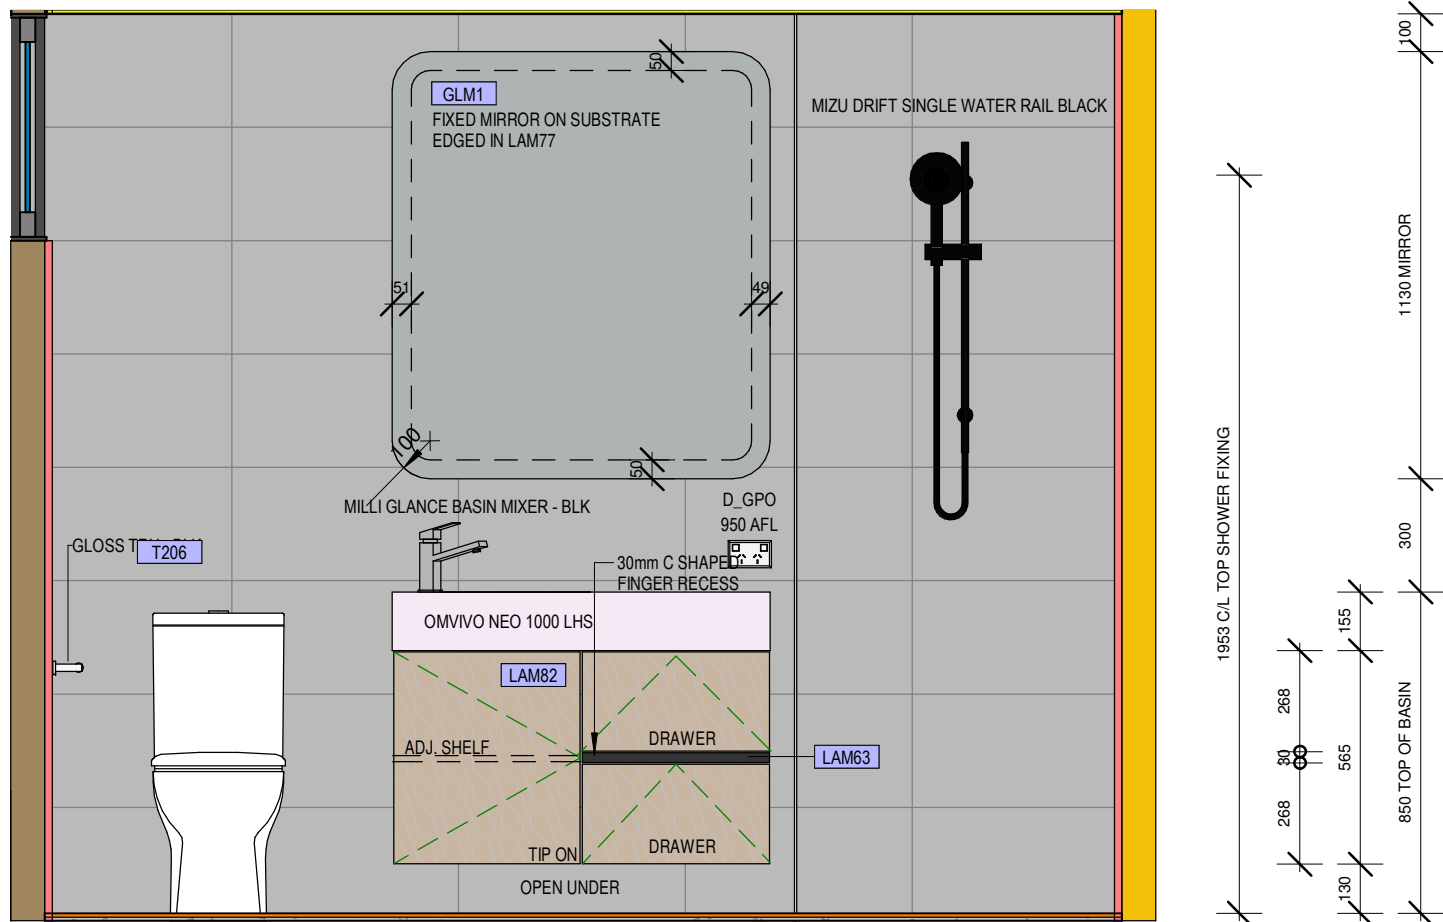 100
50
GLM1
FIXED MIRROR ON SUBSTRATE
EDGED IN LAM77
MIZU DRIFT SINGLE WATER RAIL BLACK
1130 MIRROR
51
49
100
50
MILLI GLANCE BASIN MIXER - BLK
D_GPO
950 AFL
1953 C/L TOP SHOWER FIXING
300
GLOSS
T206
30mm C SHAPED
FINGER RECESS
OMVIVO NEO 1000 LHS
155
LAM82
268
ADJ. SHELF
DRAWER
LAM63
30
565
850 TOP OF BASIN
268
TIP ON
DRAWER
OPEN UNDER
130